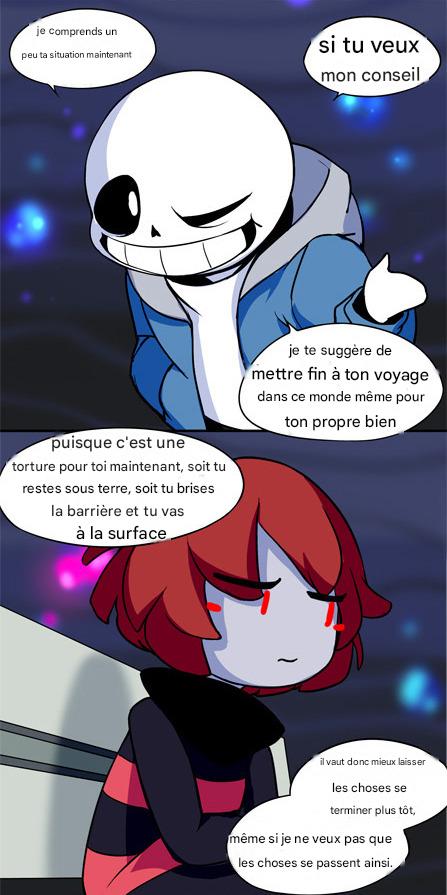 je comprends un
peu ta situation maintenant
si tu veux
mon conseil
je te suggère de
mettre fin à ton voyage
dans ce monde même pour
ton propre bien
puisque c'est une
torture pour toi maintenant, soit tu
restes sous terre, soit tu brises
la barrière et tu vas
à la surface
il vaut donc mieux laisser
les choses se
terminer plus tôt,
même si je ne veux pas que
les choses se passent ainsi.